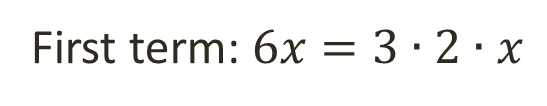 First term: 6𝑥 = 3 · 2 · 𝑥